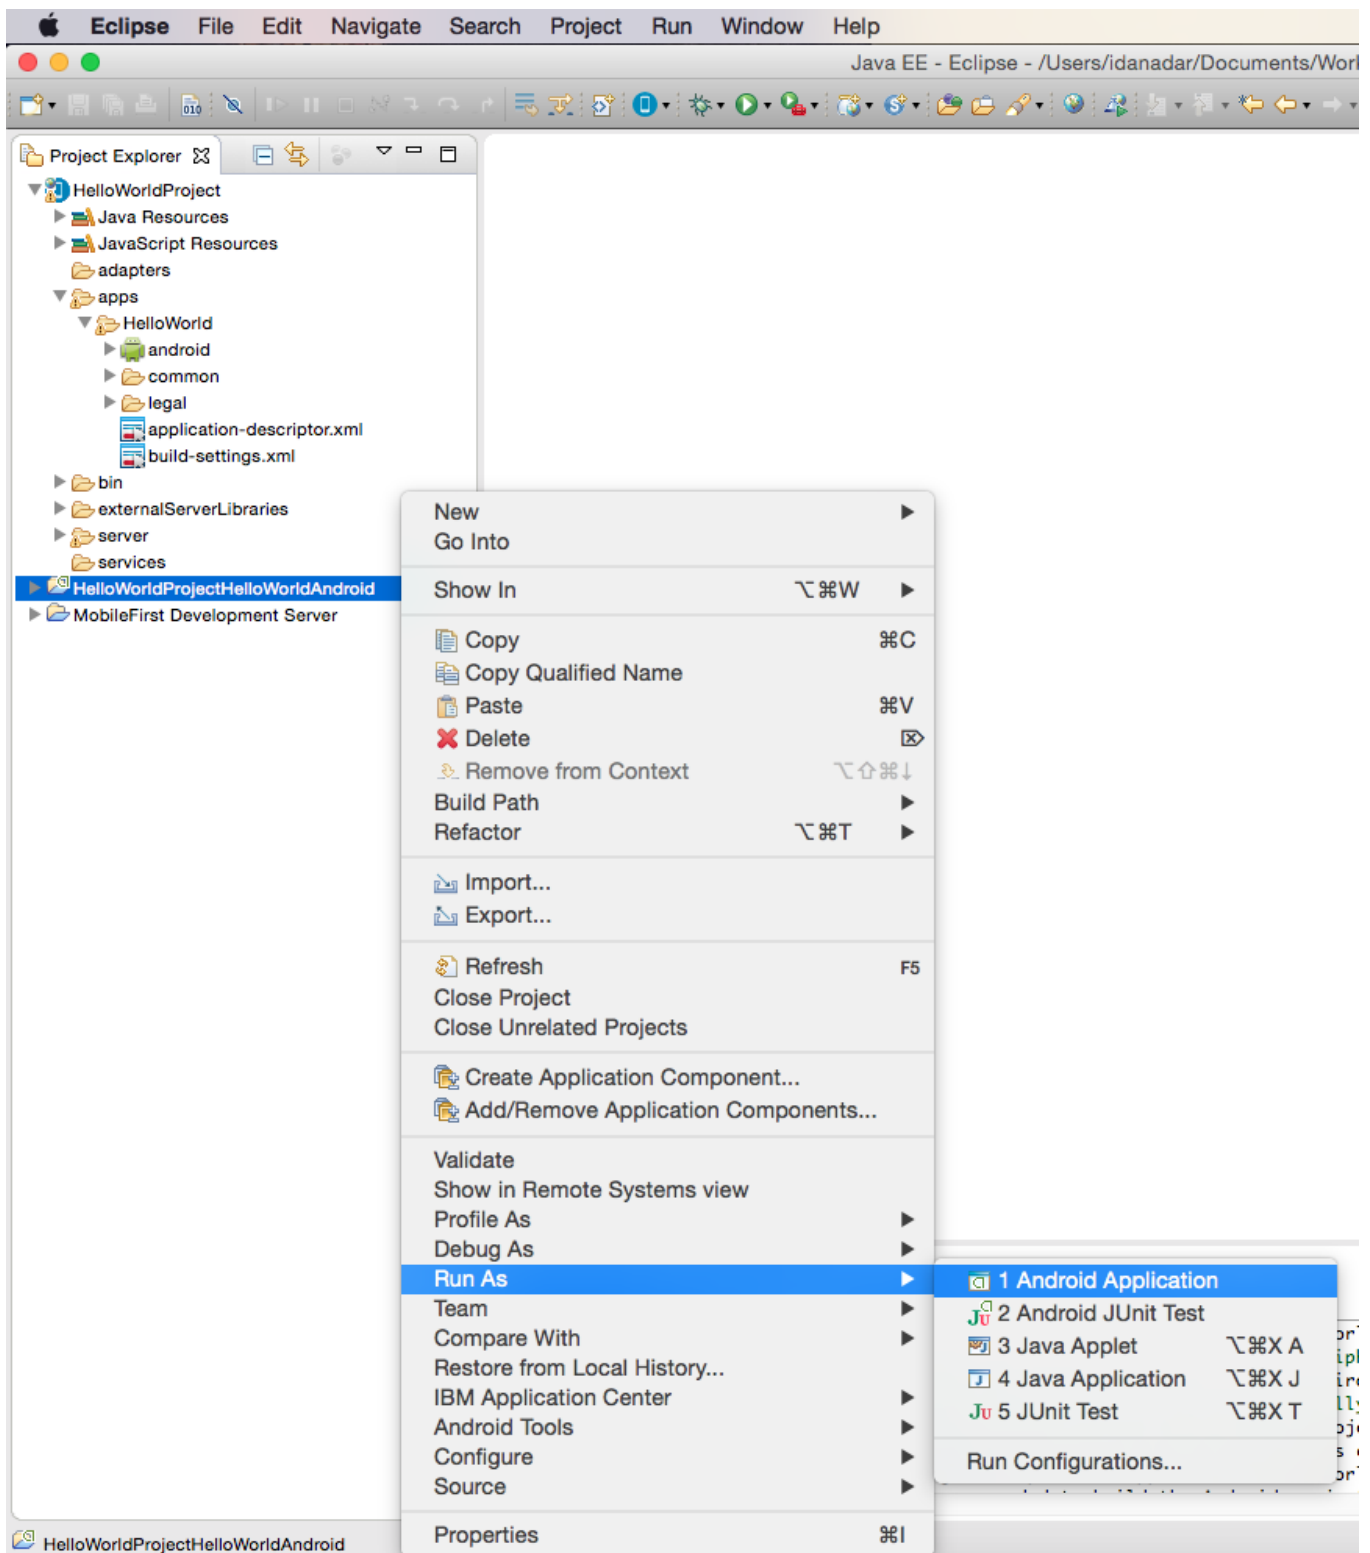 Eclipse File Edit Navigate Search Project Run Window Help
Java EE - Eclipse - /Users/idanadar/Documents/Work
Project Explorer
HelloWorldProject
Java Resources
JavaScript Resources
adapters
apps
HelloWorld
android
common
legal
application-descriptor.xml
build-settings.xml
bin
externalServerLibraries
server
services
HelloWorldProjectHelloWorldAndroid
MobileFirst Development Server
New
Go Into
Show In ⌥⌘W
Copy ⌘C
Copy Qualified Name
Paste ⌘V
Delete ⌦
Remove from Context ⌥⇧⌘↓
Build Path
Refactor ⌥⌘T
Import...
Export...
Refresh F5
Close Project
Close Unrelated Projects
Create Application Component...
Add/Remove Application Components...
Validate
Show in Remote Systems view
Profile As
Debug As
Run As
Team
Compare With
Restore from Local History...
IBM Application Center
Android Tools
Configure
Source
Properties ⌘I
1 Android Application
2 Android JUnit Test
3 Java Applet ⌥⌘X A
4 Java Application ⌥⌘X J
5 JUnit Test ⌥⌘X T
Run Configurations...
HelloWorldProjectHelloWorldAndroid